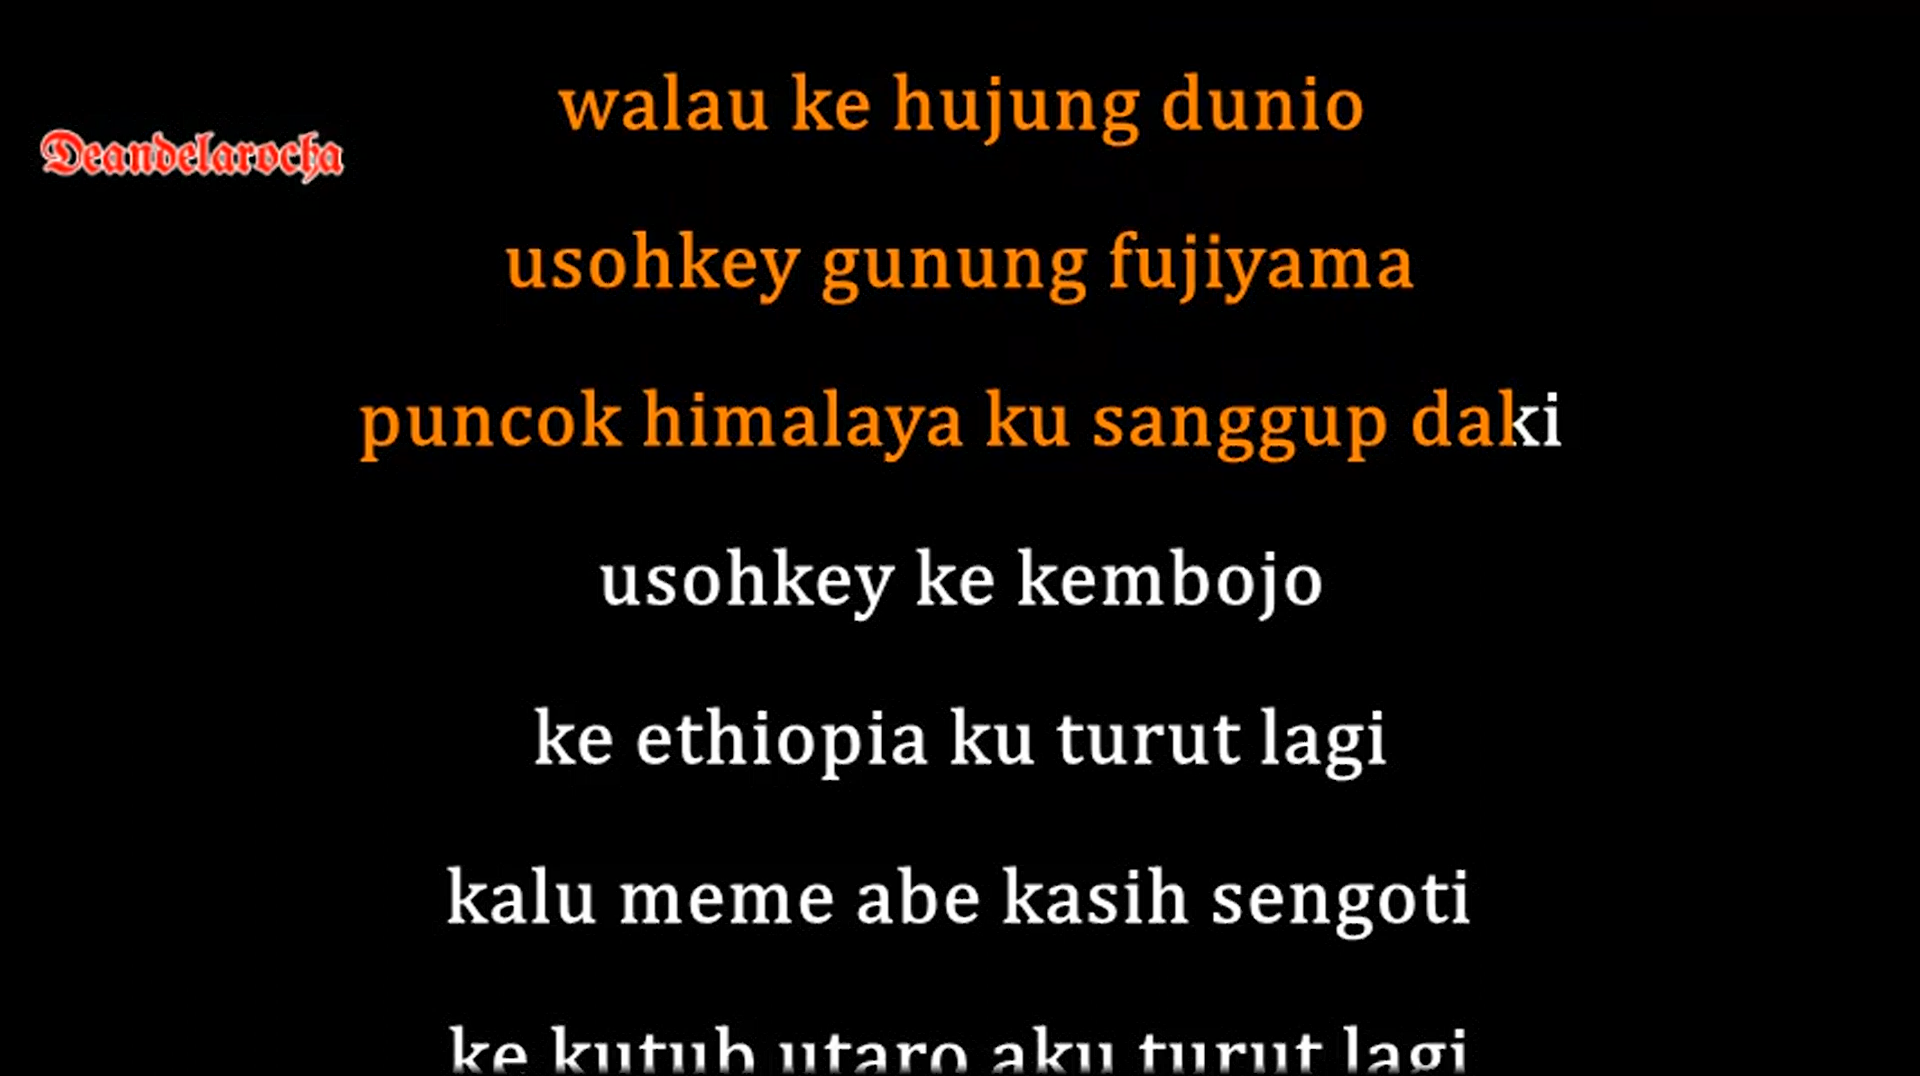 walau ke hujung dunio
Deandelarocha
usohkey gunung fujiyama
puncok himalaya ku sanggup daki
usohkey ke kembojo
ke ethiopia ku turut lagi
kalu meme abe kasih sengoti
ke kutub utaro aku turut lagi